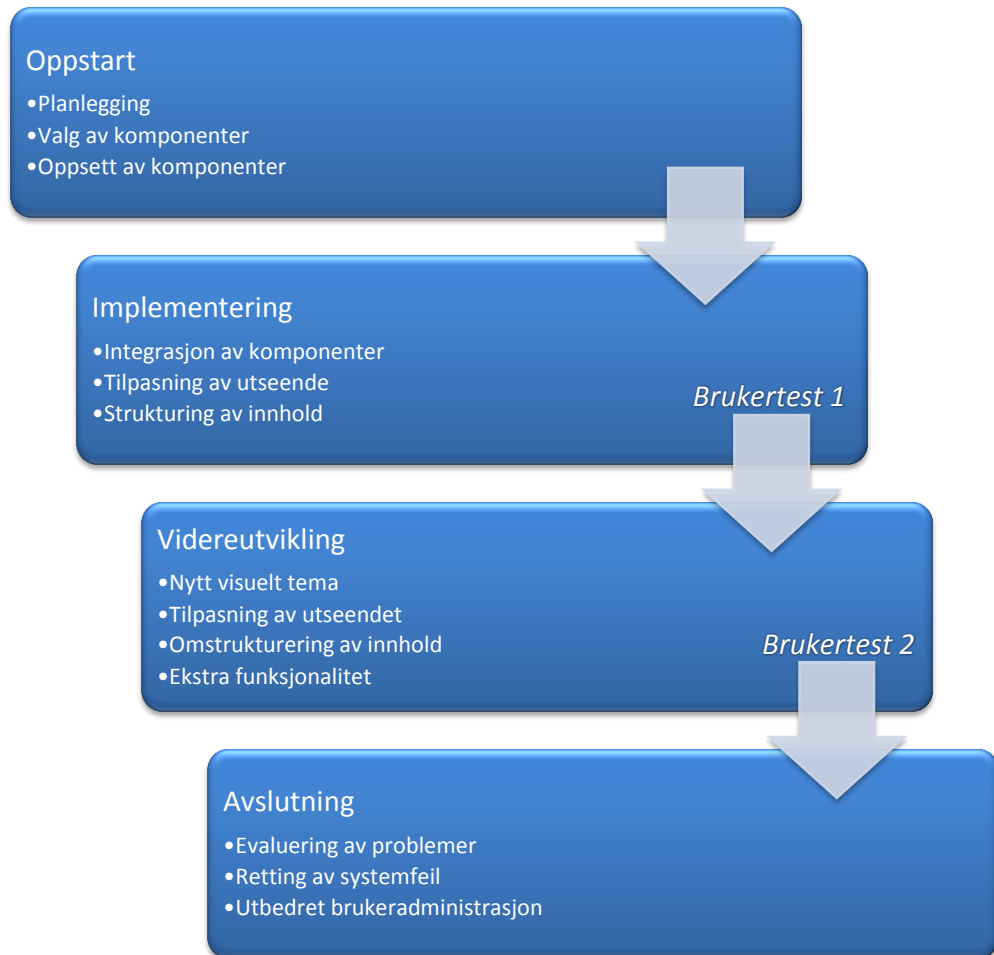 Oppstart
•Planlegging
•Valg av komponenter
•Oppsett av komponenter
Implementering
•Integrasjon av komponenter
•Tilpasning av utseende
•Strukturing av innhold
Brukertest 1
Videreutvikling
•Nytt visuelt tema
•Tilpasning av utseendet
•Omstrukturering av innhold
•Ekstra funksjonalitet
Brukertest 2
Avslutning
•Evaluering av problemer
•Retting av systemfeil
•Utbedret brukeradministrasjon